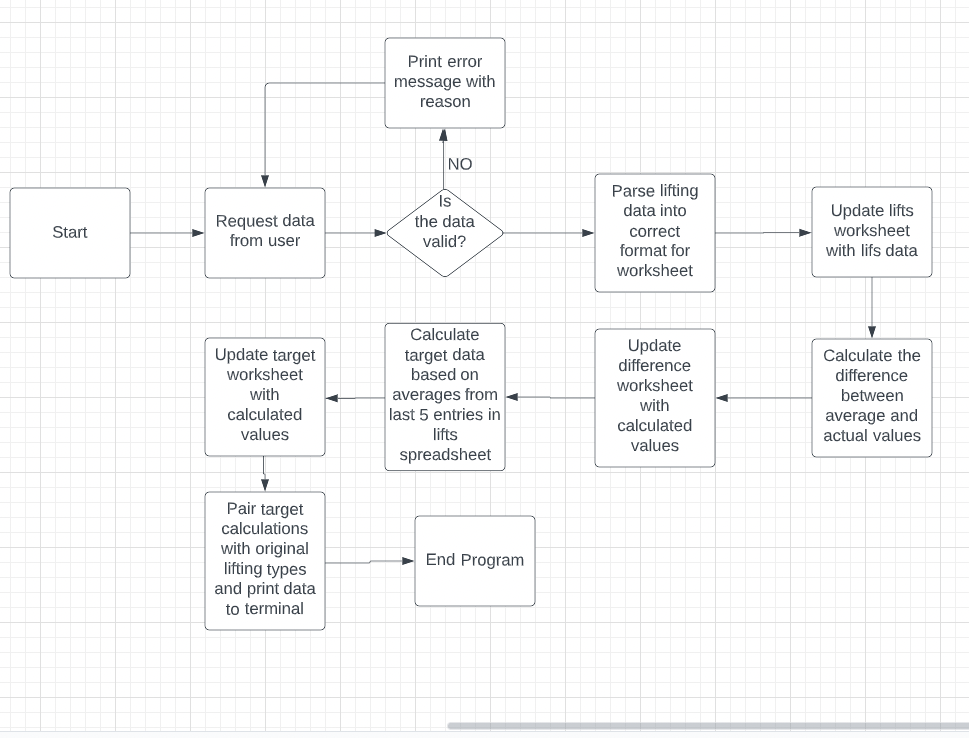 Print error
message with
reason
NO
Start
Request data
from user
Is
the data
valid?
Parse lifting
data into
correct
format for
worksheet
Update lifts
worksheet
with lifs data
Update target
worksheet
with
calculated
values
Calculate
target data
based on
averages from
last 5 entries in
lifts
spreadsheet
Update
difference
worksheet
with
calculated
values
Calculate the
difference
between
average and
actual values
Pair target
calculations
with original
lifting types
and print data
to terminal
End Program